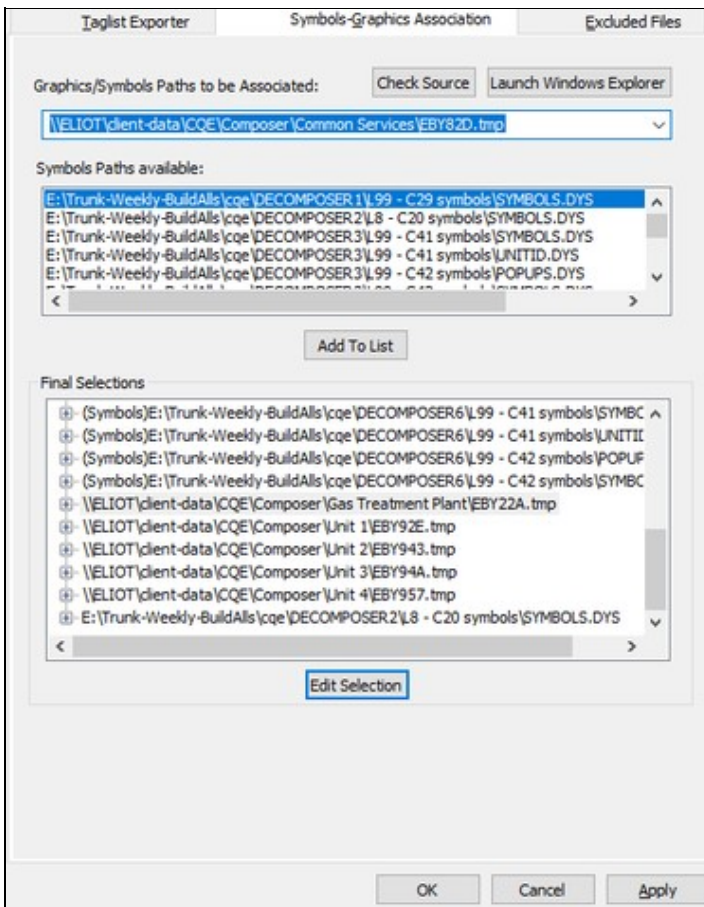 Taglist Exporter
Symbols-Graphics Association
Excluded Files
Graphics/Symbols Paths to be Associated:
Check Source
Launch Windows Explorer
\\ELIOT\client-data\CQE\Composer\Common Services\EBY82D.tmp
Symbols Paths available:
E:\Trunk-Weekly-BuildAlls\cqe\DECOMPOSER1\L99 - C29 symbols\SYMBOLS.DYS
E:\Trunk-Weekly-BuildAlls\cqe\DECOMPOSER2\L8 - C20 symbols\SYMBOLS.DYS
E:\Trunk-Weekly-BuildAlls\cqe\DECOMPOSER3\L99 - C41 symbols\SYMBOLS.DYS
E:\Trunk-Weekly-BuildAlls\cqe\DECOMPOSER3\L99 - C41 symbols\UNITID.DYS
E:\Trunk-Weekly-BuildAlls\cqe\DECOMPOSER3\L99 - C42 symbols\POPUPS.DYS
Add To List
Final Selections
(Symbols)E:\Trunk-Weekly-BuildAlls\cqe\DECOMPOSER6\L99 - C41 symbols\SYMBC
(Symbols)E:\Trunk-Weekly-BuildAlls\cqe\DECOMPOSER6\L99 - C41 symbols\UNITIC
(Symbols)E:\Trunk-Weekly-BuildAlls\cqe\DECOMPOSER6\L99 - C42 symbols\POPUP
(Symbols)E:\Trunk-Weekly-BuildAlls\cqe\DECOMPOSER6\L99 - C42 symbols\SYMBC
\\ELIOT\client-data\CQE\Composer\Gas Treatment Plant\EBY22A.tmp
\\ELIOT\client-data\CQE\Composer\Unit 1\EBY92E.tmp
\\ELIOT\client-data\CQE\Composer\Unit 2\EBY943.tmp
\\ELIOT\client-data\CQE\Composer\Unit 3\EBY94A.tmp
\\ELIOT\client-data\CQE\Composer\Unit 4\EBY957.tmp
E:\Trunk-Weekly-BuildAlls\cqe\DECOMPOSER2\L8 - C20 symbols\SYMBOLS.DYS
Edit Selection
OK
Cancel
Apply